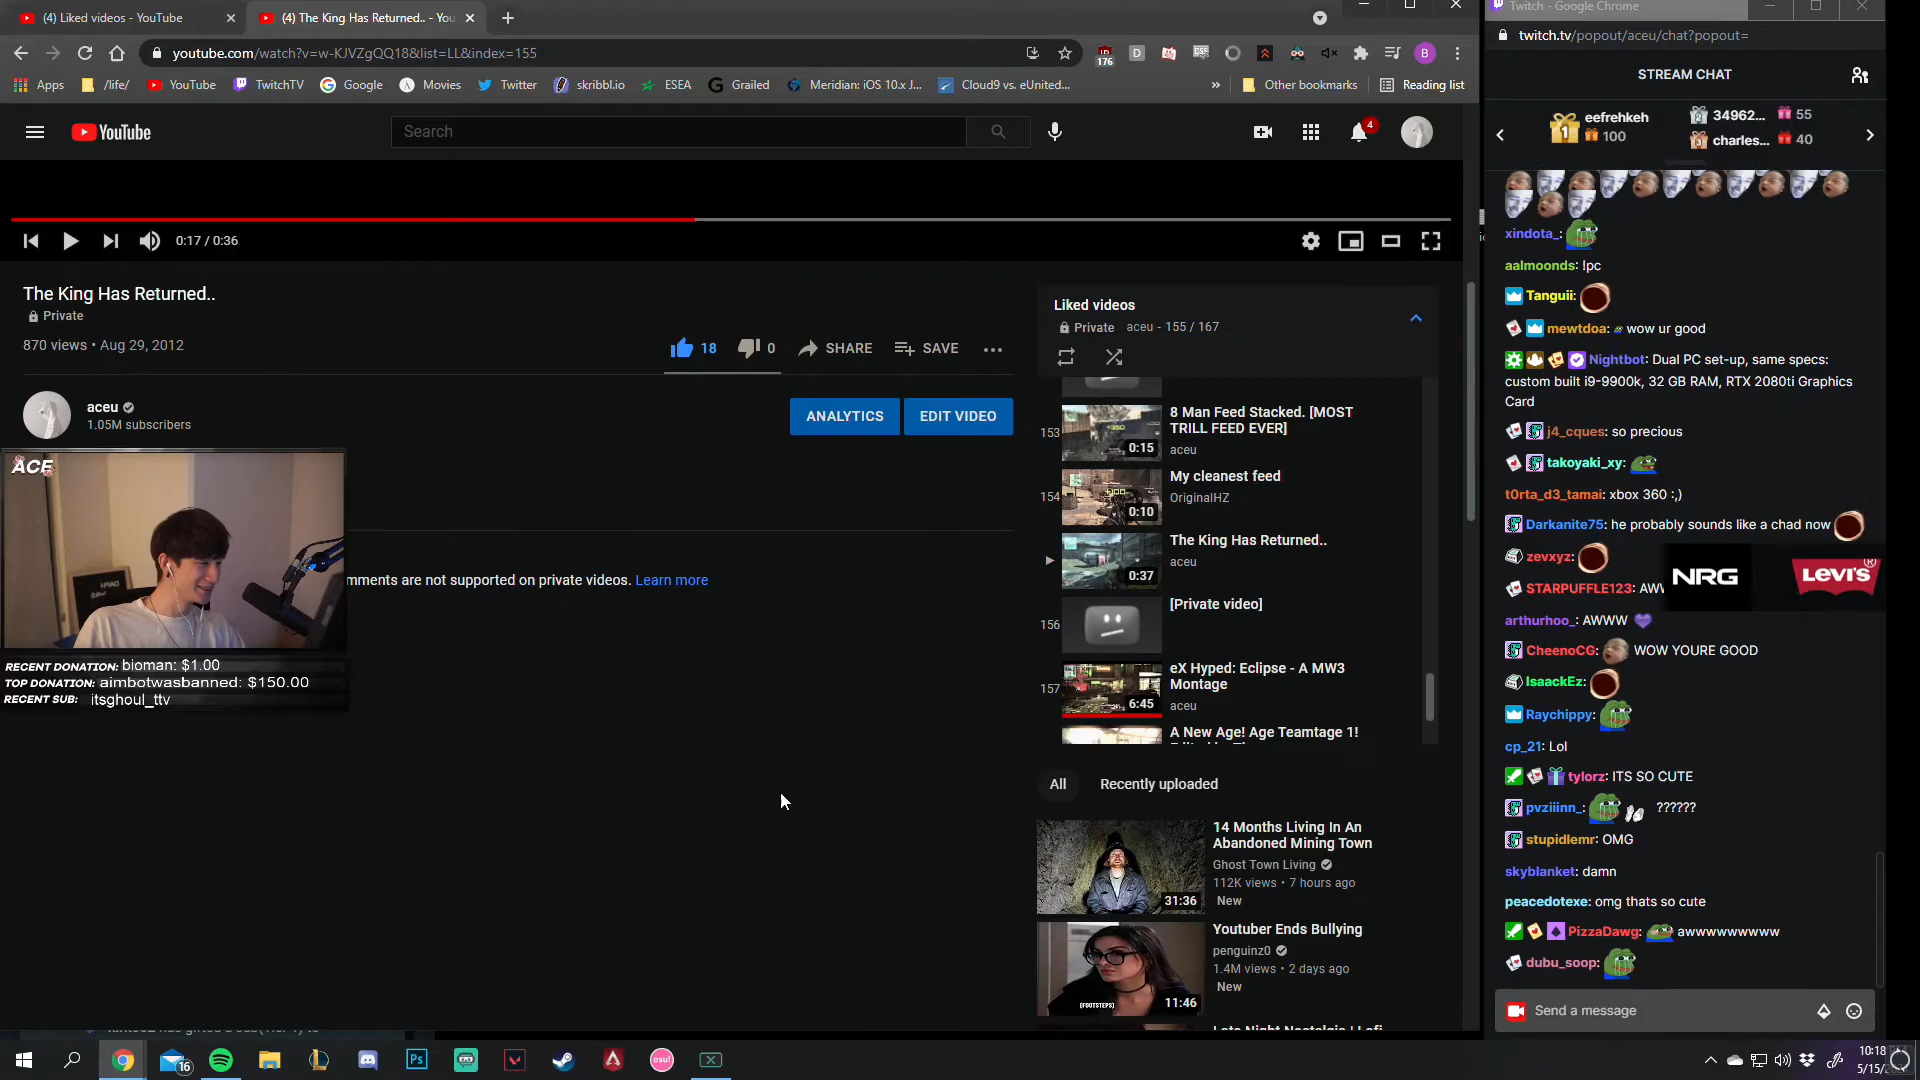 (4) Liked videos - YouTube
(4) The King Has Returned.. - You
youtube.com/watch?v=w-KJVZgQQ18&list=LL&index=155
176
Apps
/life/
YouTube
TwitchTV
Google
Movies
Twitter
skribbl.io
ESEA
Grailed
Meridian: iOS 10.x J...
Cloud9 vs. eUnited...
Other bookmarks
Reading list
YouTube
Search
4
0:17 / 0:36
The King Has Returned..
Private
870 views • Aug 29, 2012
18
0
SHARE
SAVE
aceu
1.05M subscribers
ANALYTICS
EDIT VIDEO
mments are not supported on private videos. Learn more
ACE
RECENT DONATION: bioman: $1.00
TOP DONATION: aimbotwasbanned: $150.00
RECENT SUB: itsghoul_ttv
Liked videos
Private aceu - 155 / 167
153
0:15
8 Man Feed Stacked. [MOST
TRILL FEED EVER]
aceu
154
0:10
My cleanest feed
OriginalHZ
0:37
The King Has Returned..
aceu
156
[Private video]
157
6:45
eX Hyped: Eclipse - A MW3
Montage
aceu
A New Age! Age Teamtage 1!
All
Recently uploaded
31:36
14 Months Living In An
Abandoned Mining Town
Ghost Town Living
112K views • 7 hours ago
New
(FOOTSTEPS)
11:46
Youtuber Ends Bullying
penguinz0
1.4M views • 2 days ago
New
Late Night Nostalgia | Lofi
Twitch - Google Chrome
twitch.tv/popout/aceu/chat?popout=
STREAM CHAT
1
eefrehkeh
100
34962...
55
charles...
40
xindota_:
aalmoonds: !pc
Tanguii:
mewtdoa: wow ur good
Nightbot: Dual PC set-up, same specs:
custom built i9-9900k, 32 GB RAM, RTX 2080ti Graphics
Card
j4_cques: so precious
takoyaki_xy:
t0rta_d3_tamai: xbox 360 :,)
Darkanite75: he probably sounds like a chad now
zevxyz:
NRG
LEVI'S
STARPUFFLE123: AWW
arthurhoo_: AWWW
CheenoCG: WOW YOURE GOOD
IsaackEz:
Raychippy:
cp_21: Lol
tylorz: ITS SO CUTE
pvziiinn_: ??????
stupidlemr: OMG
skyblanket: damn
peacedotexe: omg thats so cute
PizzaDawg: awwwwwwwww
dubu_soop:
Send a message
16
Ps
osu!
10:18
5/15/